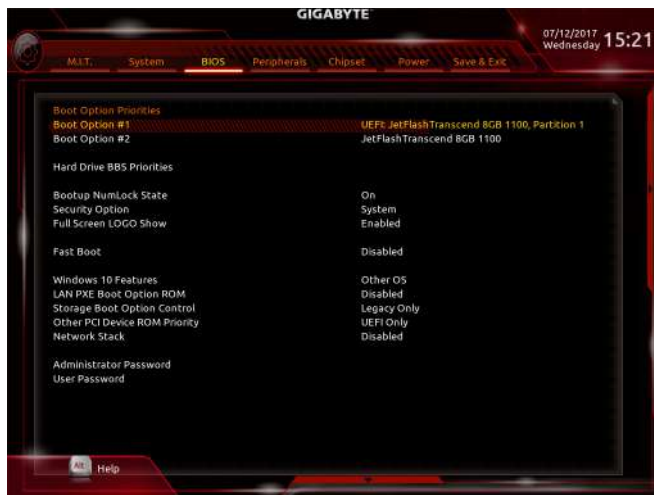 GIGABYTE
07/12/2017 15:21
Wednesday
M.I.T. System BIOS Peripherals Chipset Power Save & Exit
Boot Option Priorities
Boot Option #1 UEFI: JetFlashTranscend 8GB 1100, Partition 1
Boot Option #2 JetFlashTranscend 8GB 1100
Hard Drive BBS Priorities
Bootup NumLock State On
Security Option System
Full Screen LOGO Show Enabled
Fast Boot Disabled
Windows 10 Features Other OS
LAN PXE Boot Option ROM Disabled
Storage Boot Option Control Legacy Only
Other PCI Device ROM Priority UEFI Only
Network Stack Disabled
Administrator Password
User Password
Alt Help